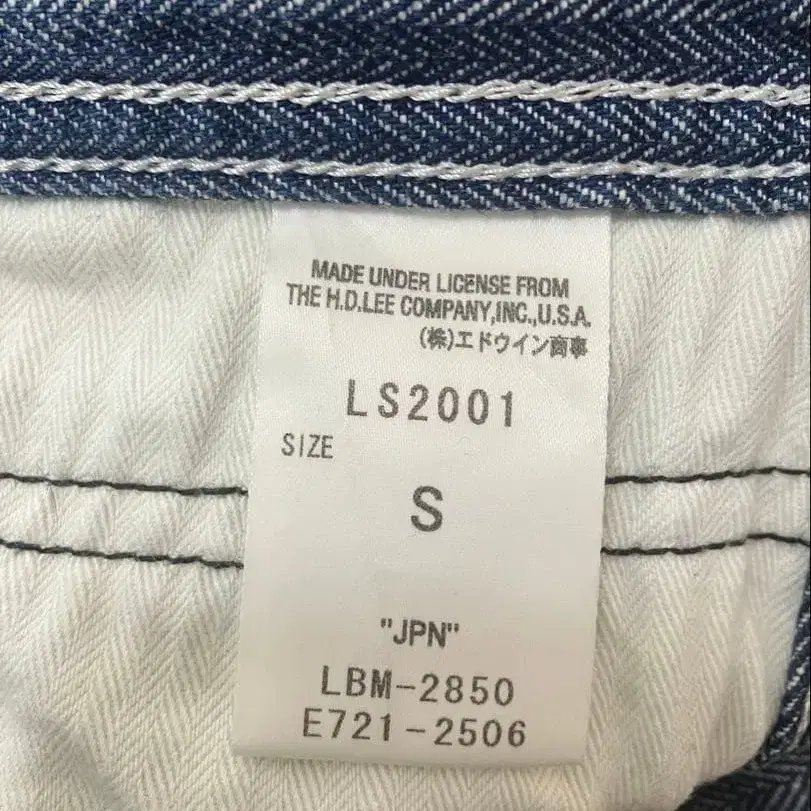 MADE UNDER LICENSE FROM
THE H.D.LEE COMPANY,INC.,U.S.A.
(株)エドウイン商事
LS2001
SIZE
S
"JPN"
LBM-2850
E721-2506